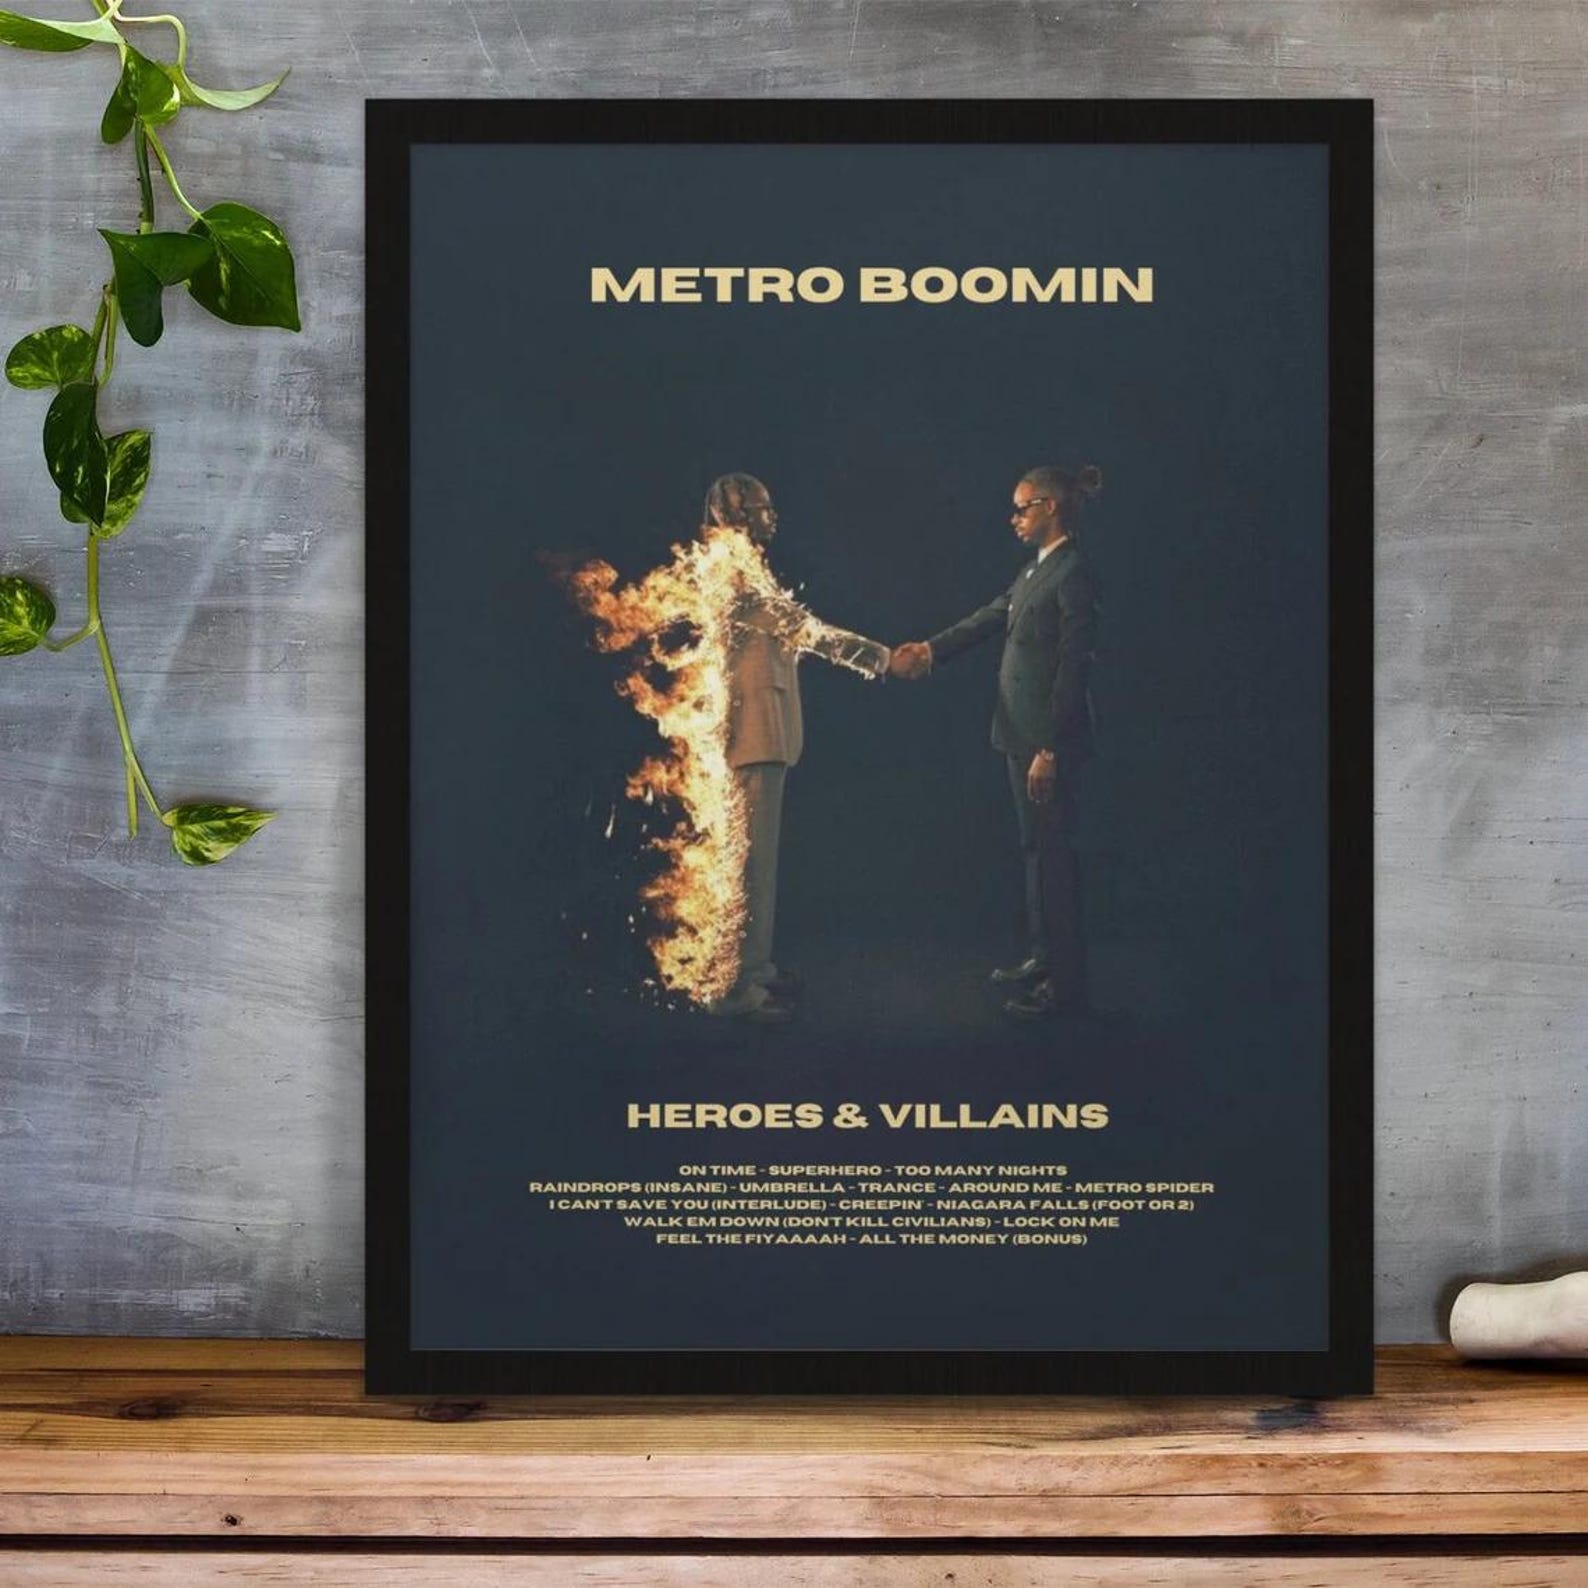 METRO BOOMIN
HEROES & VILLAINS
ON TIME - SUPERHERO - TOO MANY NIGHTS
RAINDROPS (INSANE) - UMBRELLA - TRANCE - AROUND ME - METRO SPIDER
I CAN'T SAVE YOU (INTERLUDE) - CREEPIN' - NIAGARA FALLS (FOOT OR 2)
WALK EM DOWN (DON'T KILL CIVILIANS) - LOCK ON ME
FEEL THE FIYAAAAH - ALL THE MONEY (BONUS)